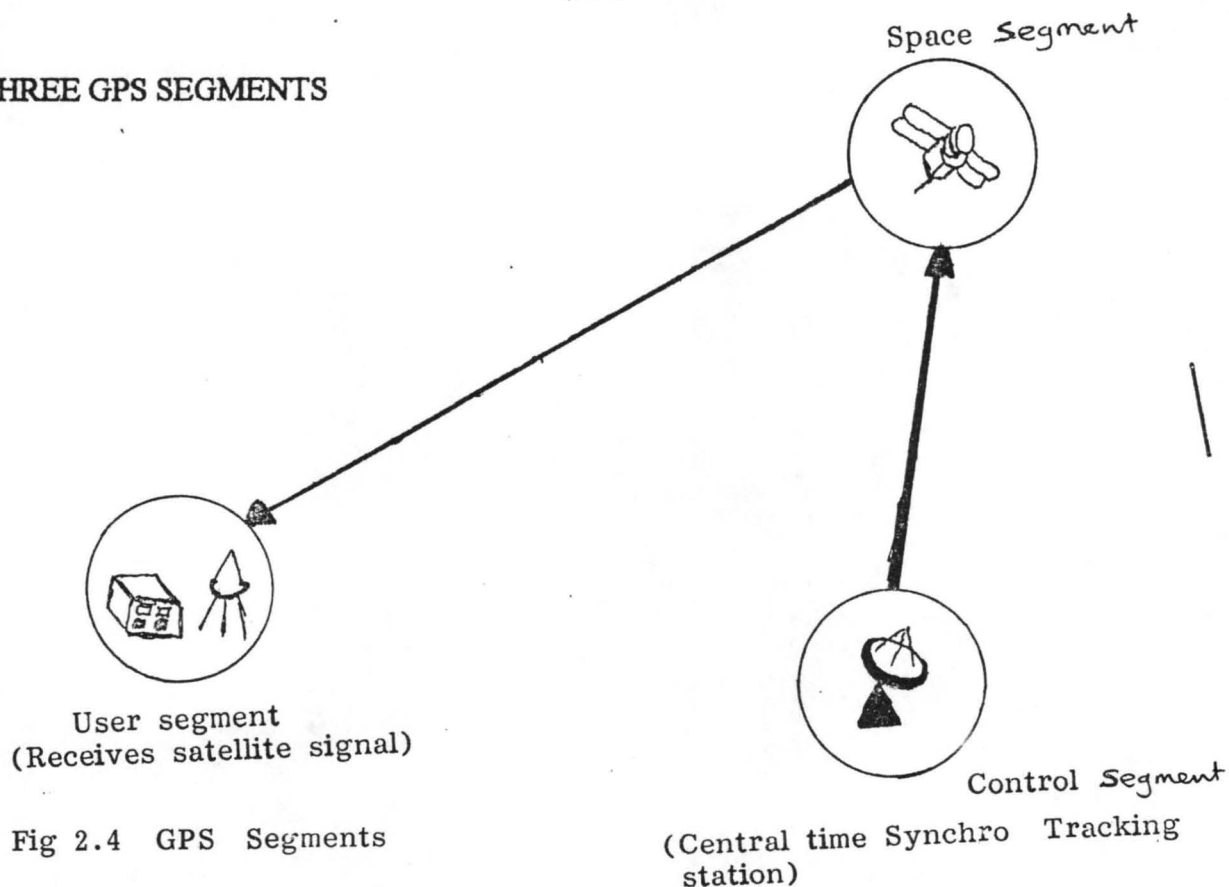 Space Segment
HREE GPS SEGMENTS
User segment
(Receives satellite signal)
Control Segment
Fig 2.4 GPS Segments
(Central time Synchro Tracking
station)